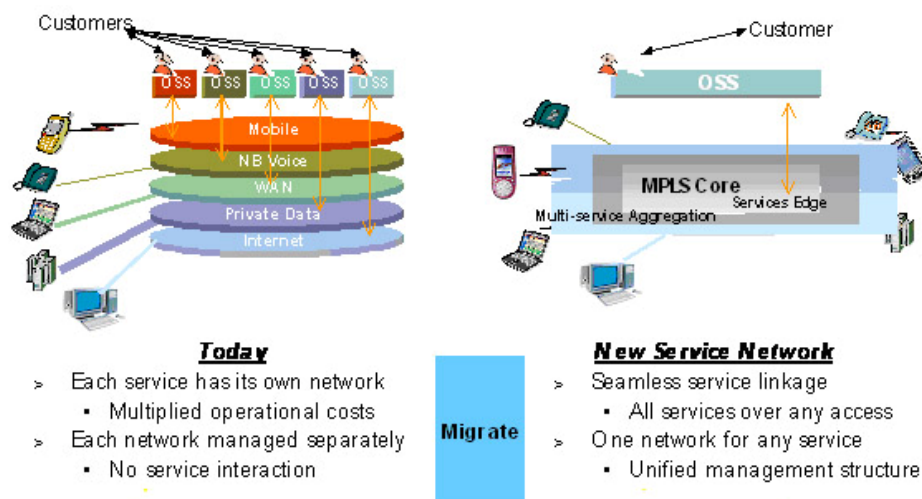 Customers
Customer
OSS OSS OSS OSS OSS
OSS
Mobile
NB Voice
WAN
Private Data
Internet
MPLS Core
Services Edge
Multi-service Aggregation
Today
> Each service has its own network
▪ Multiplied operational costs
> Each network managed separately
▪ No service interaction
Migrate
New Service Network
> Seamless service linkage
▪ All services over any access
> One network for any service
▪ Unified management structure